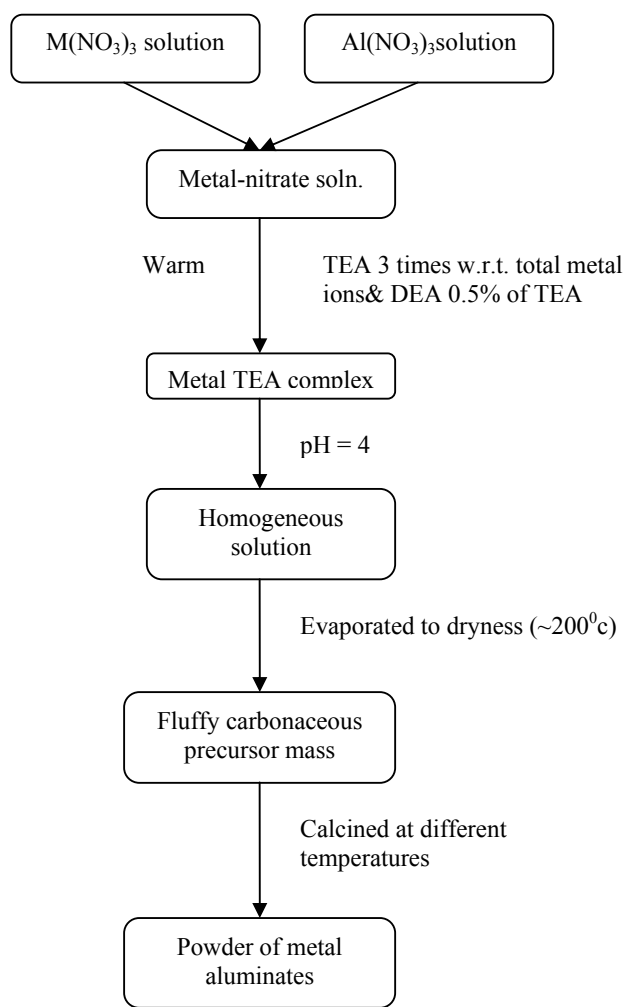 M(NO₃)₃ solution
Al(NO₃)₃solution
Metal-nitrate soln.
Warm
TEA 3 times w.r.t. total metal
ions& DEA 0.5% of TEA
Metal TEA complex
pH = 4
Homogeneous
solution
Evaporated to dryness (~200⁰c)
Fluffy carbonaceous
precursor mass
Calcined at different
temperatures
Powder of metal
aluminates